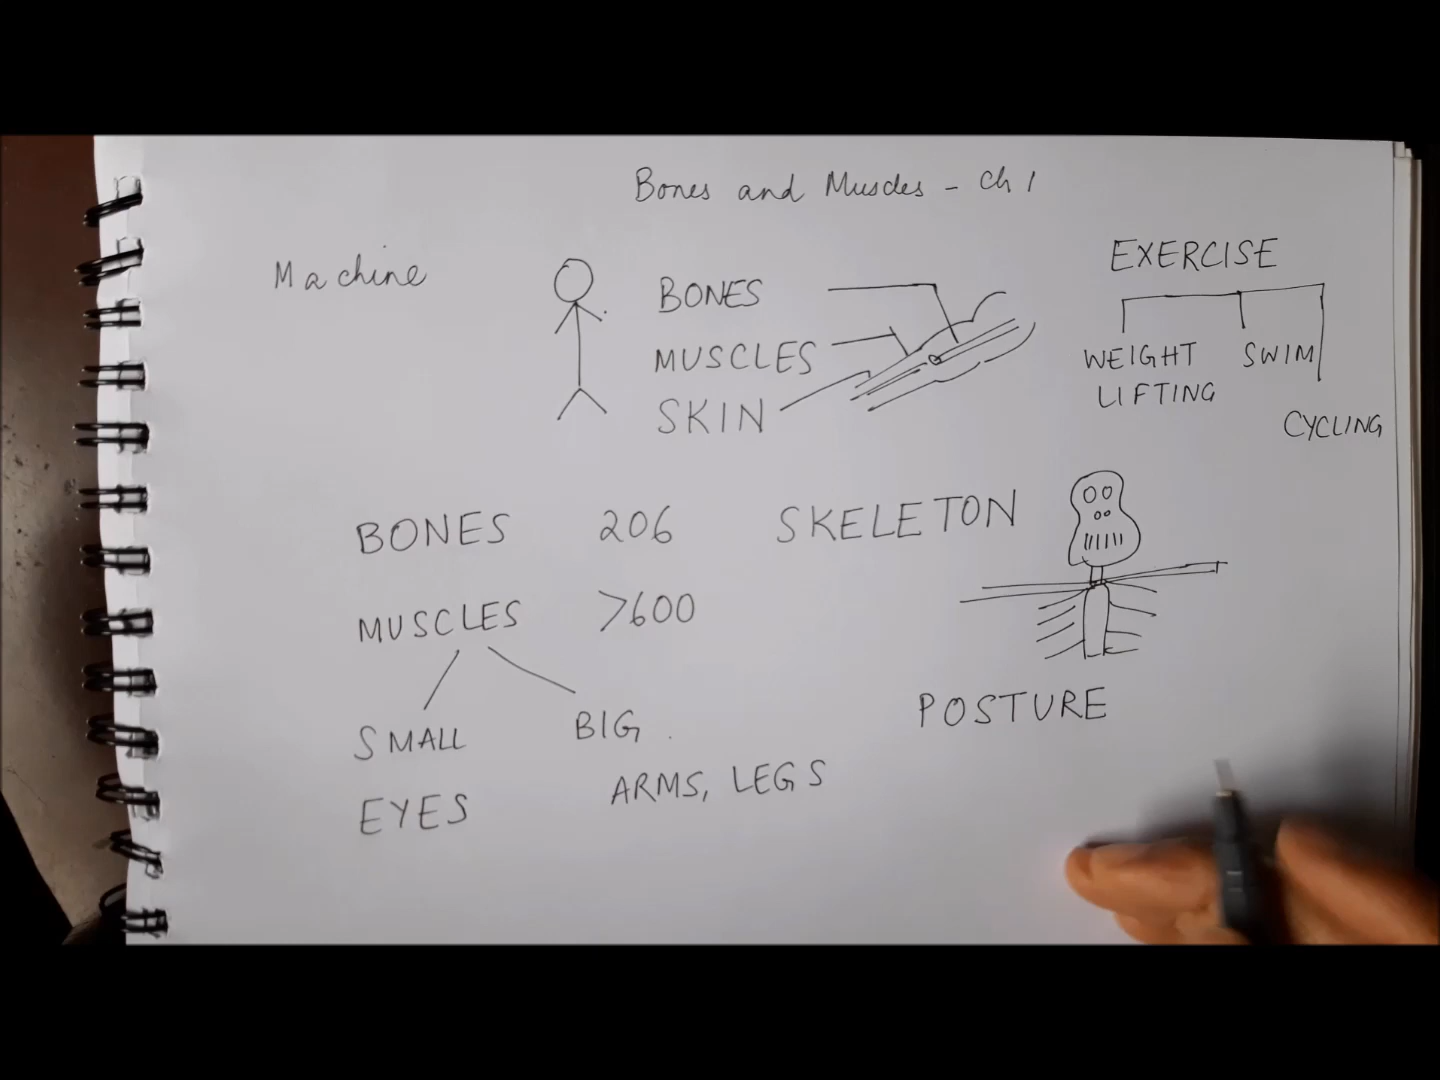 Bones and Muscles - Ch 1
Machine
BONES
MUSCLES
SKIN
EXERCISE
WEIGHT LIFTING
SWIM
CYCLING
BONES 206
SKELETON
MUSCLES >600
SMALL BIG
EYES ARMS, LEGS
POSTURE